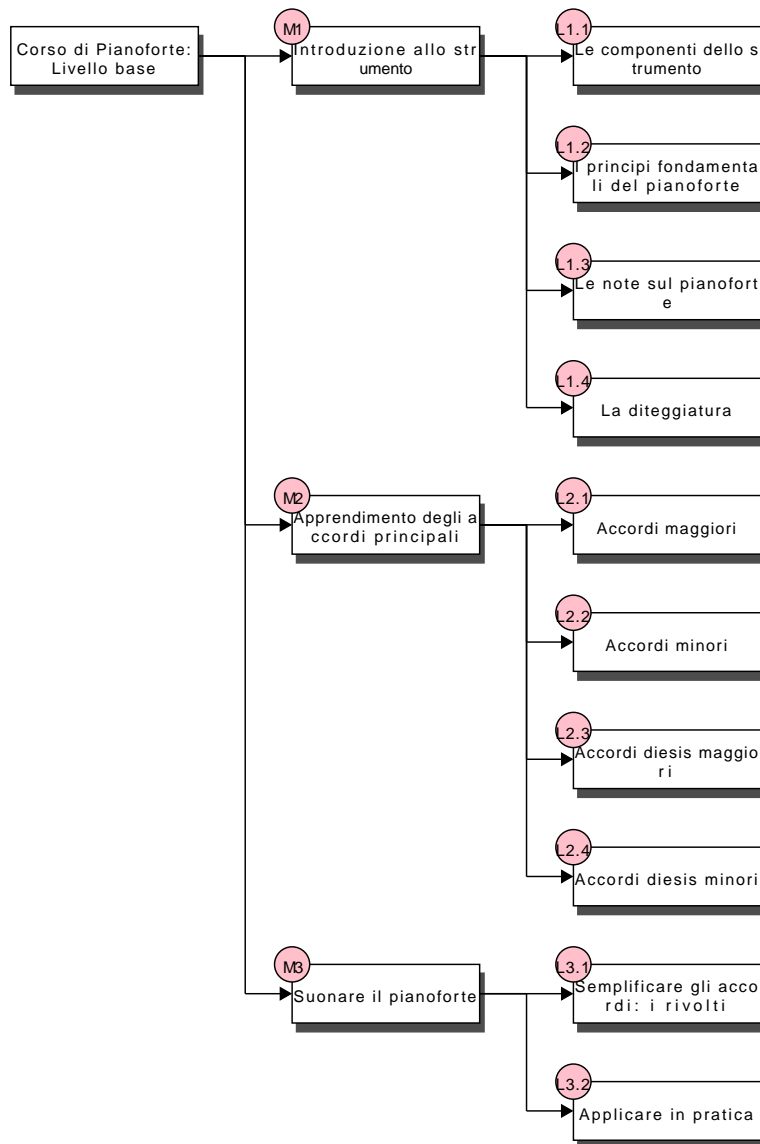 Corso di Pianoforte:
Livello base
M1
Introduzione allo str
umento
L1.1
Le componenti dello s
trumento
L1.2
I principi fondamenta
li del pianoforte
L1.3
Le note sul pianofort
e
L1.4
La diteggiatura
M2
Apprendimento degli a
ccordi principali
L2.1
Accordi maggiori
L2.2
Accordi minori
L2.3
Accordi diesis maggio
ri
L2.4
Accordi diesis minori
M3
Suonare il pianoforte
L3.1
Semplificare gli acco
rdi: i rivolti
L3.2
Applicare in pratica